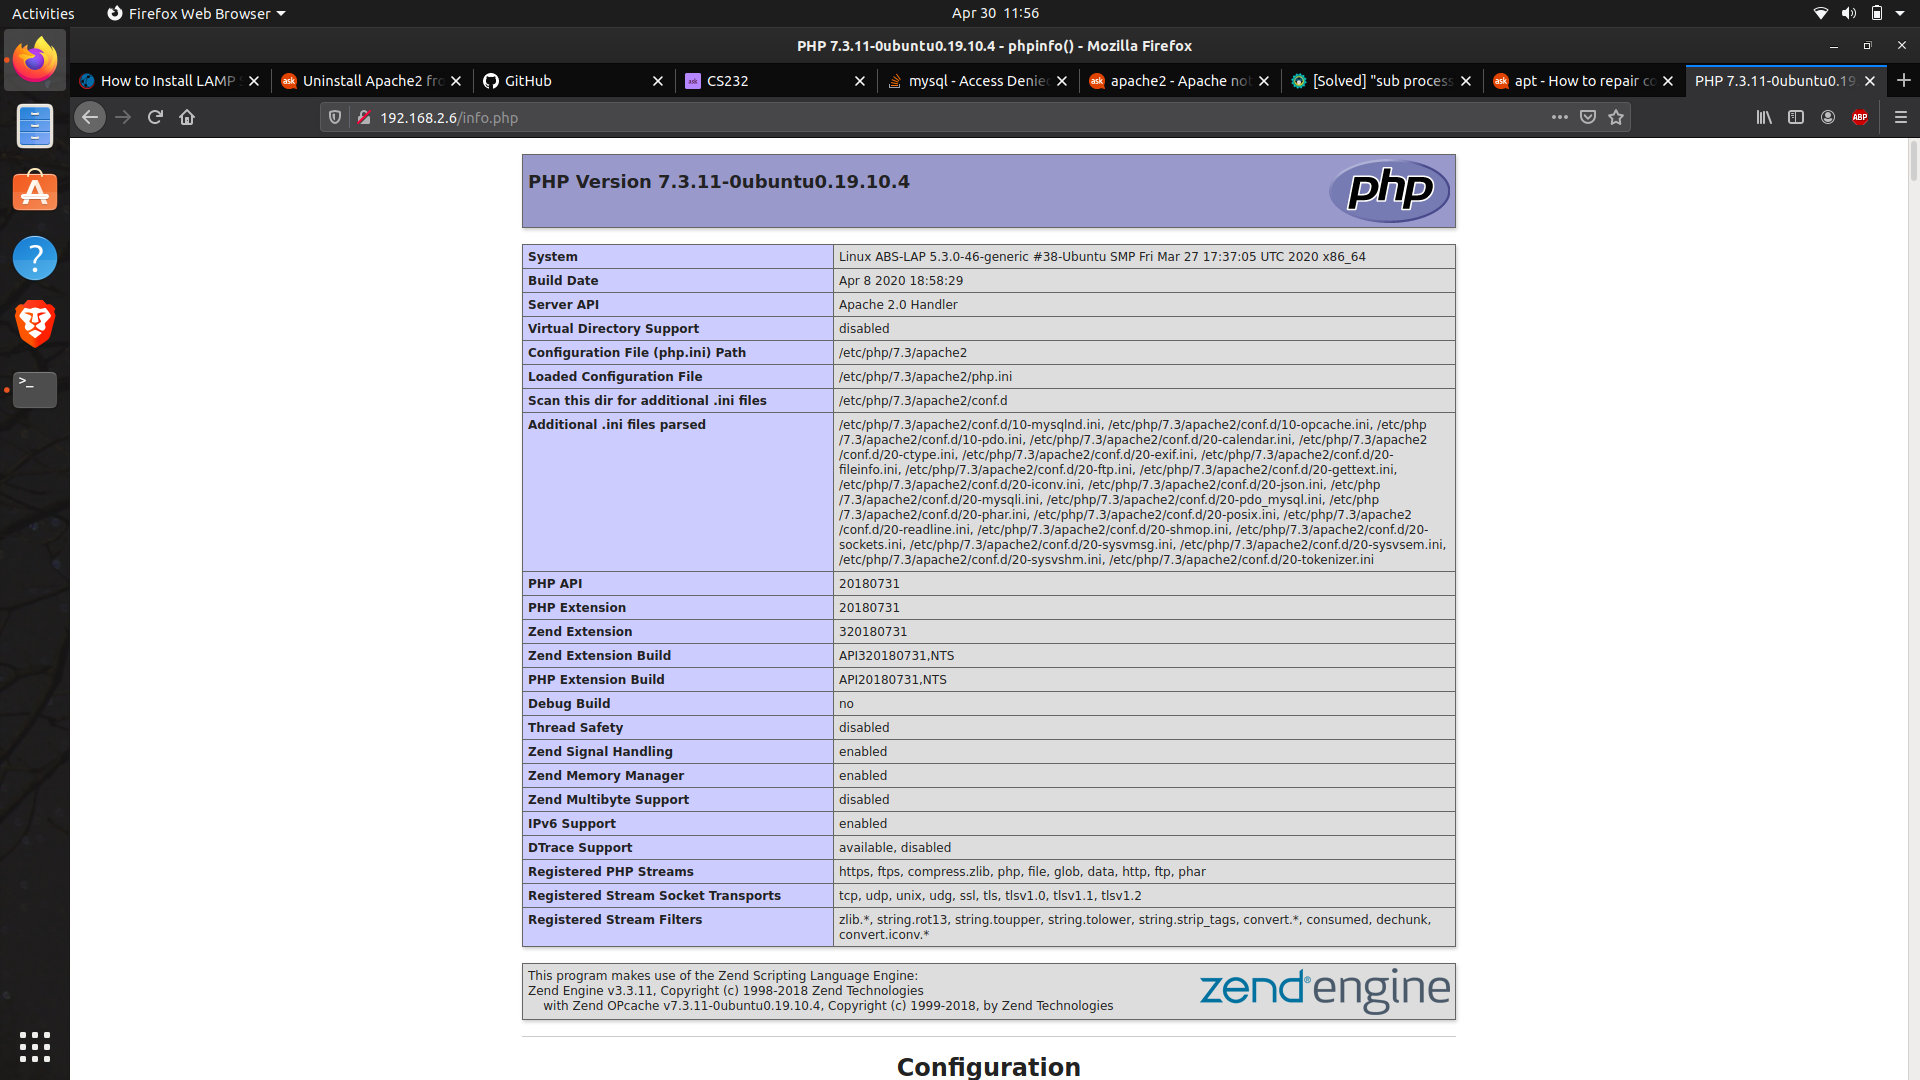 Activities
Firefox Web Browser
Apr 30 11:56
PHP 7.3.11-0ubuntu0.19.10.4 - phpinfo() - Mozilla Firefox
How to Install LAMP
Uninstall Apache2 fro
GitHub
CS232
mysql - Access Denie
apache2 - Apache not
[Solved] "sub process
apt - How to repair co
PHP 7.3.11-0ubuntu0.19
192.168.2.6/info.php
ABP
PHP Version 7.3.11-0ubuntu0.19.10.4
php
System Linux ABS-LAP 5.3.0-46-generic #38-Ubuntu SMP Fri Mar 27 17:37:05 UTC 2020 x86_64
Build Date Apr 8 2020 18:58:29
Server API Apache 2.0 Handler
Virtual Directory Support disabled
Configuration File (php.ini) Path /etc/php/7.3/apache2
Loaded Configuration File /etc/php/7.3/apache2/php.ini
Scan this dir for additional .ini files /etc/php/7.3/apache2/conf.d
Additional .ini files parsed /etc/php/7.3/apache2/conf.d/10-mysqlnd.ini, /etc/php/7.3/apache2/conf.d/10-opcache.ini, /etc/php
/7.3/apache2/conf.d/10-pdo.ini, /etc/php/7.3/apache2/conf.d/20-calendar.ini, /etc/php/7.3/apache2
/conf.d/20-ctype.ini, /etc/php/7.3/apache2/conf.d/20-exif.ini, /etc/php/7.3/apache2/conf.d/20-
fileinfo.ini, /etc/php/7.3/apache2/conf.d/20-ftp.ini, /etc/php/7.3/apache2/conf.d/20-gettext.ini,
/etc/php/7.3/apache2/conf.d/20-iconv.ini, /etc/php/7.3/apache2/conf.d/20-json.ini, /etc/php
/7.3/apache2/conf.d/20-mysqli.ini, /etc/php/7.3/apache2/conf.d/20-pdo_mysql.ini, /etc/php
/7.3/apache2/conf.d/20-phar.ini, /etc/php/7.3/apache2/conf.d/20-posix.ini, /etc/php/7.3/apache2
/conf.d/20-readline.ini, /etc/php/7.3/apache2/conf.d/20-shmop.ini, /etc/php/7.3/apache2/conf.d/20-
sockets.ini, /etc/php/7.3/apache2/conf.d/20-sysvmsg.ini, /etc/php/7.3/apache2/conf.d/20-sysvsem.ini,
/etc/php/7.3/apache2/conf.d/20-sysvshm.ini, /etc/php/7.3/apache2/conf.d/20-tokenizer.ini
PHP API 20180731
PHP Extension 20180731
Zend Extension 320180731
Zend Extension Build API320180731,NTS
PHP Extension Build API20180731,NTS
Debug Build no
Thread Safety disabled
Zend Signal Handling enabled
Zend Memory Manager enabled
Zend Multibyte Support disabled
IPv6 Support enabled
DTrace Support available, disabled
Registered PHP Streams https, ftps, compress.zlib, php, file, glob, data, http, ftp, phar
Registered Stream Socket Transports tcp, udp, unix, udg, ssl, tls, tlsv1.0, tlsv1.1, tlsv1.2
Registered Stream Filters zlib.*, string.rot13, string.toupper, string.tolower, string.strip_tags, convert.*, consumed, dechunk,
convert.iconv.*
This program makes use of the Zend Scripting Language Engine:
Zend Engine v3.3.11, Copyright (c) 1998-2018 Zend Technologies
with Zend OPcache v7.3.11-0ubuntu0.19.10.4, Copyright (c) 1999-2018, by Zend Technologies
zend® engine
Configuration